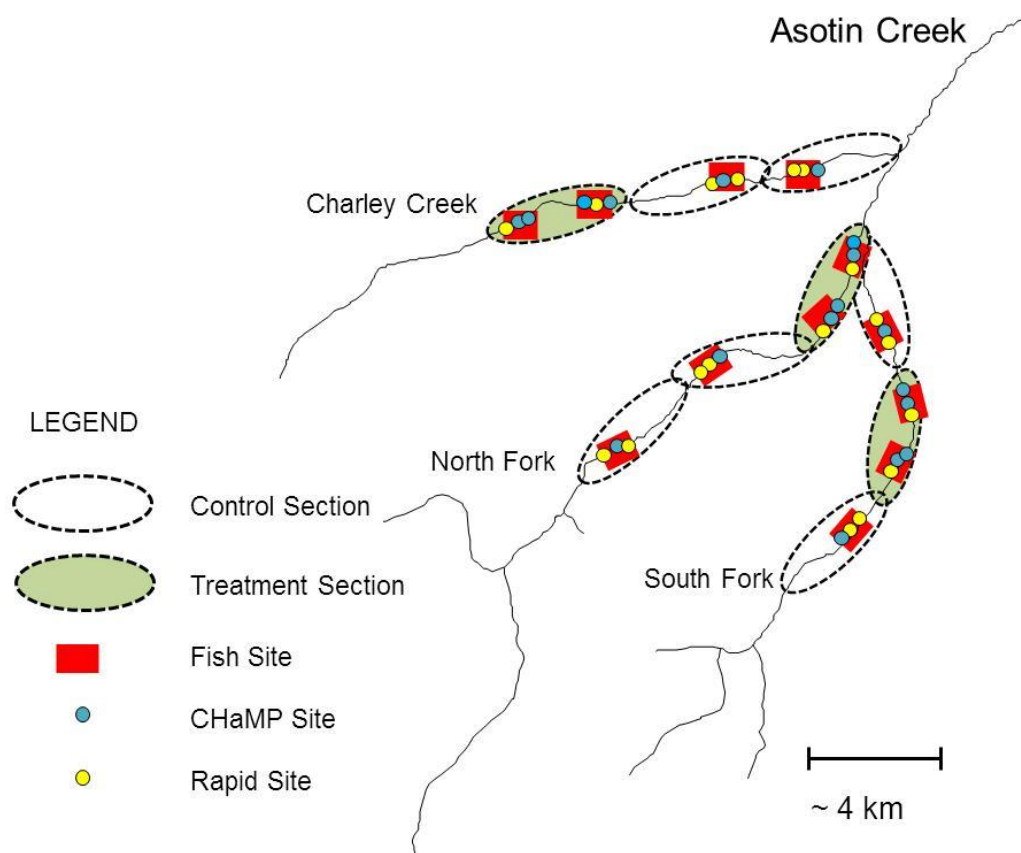 Asotin Creek
Charley Creek
North Fork
South Fork
LEGEND
Control Section
Treatment Section
Fish Site
CHaMP Site
Rapid Site
~ 4 km